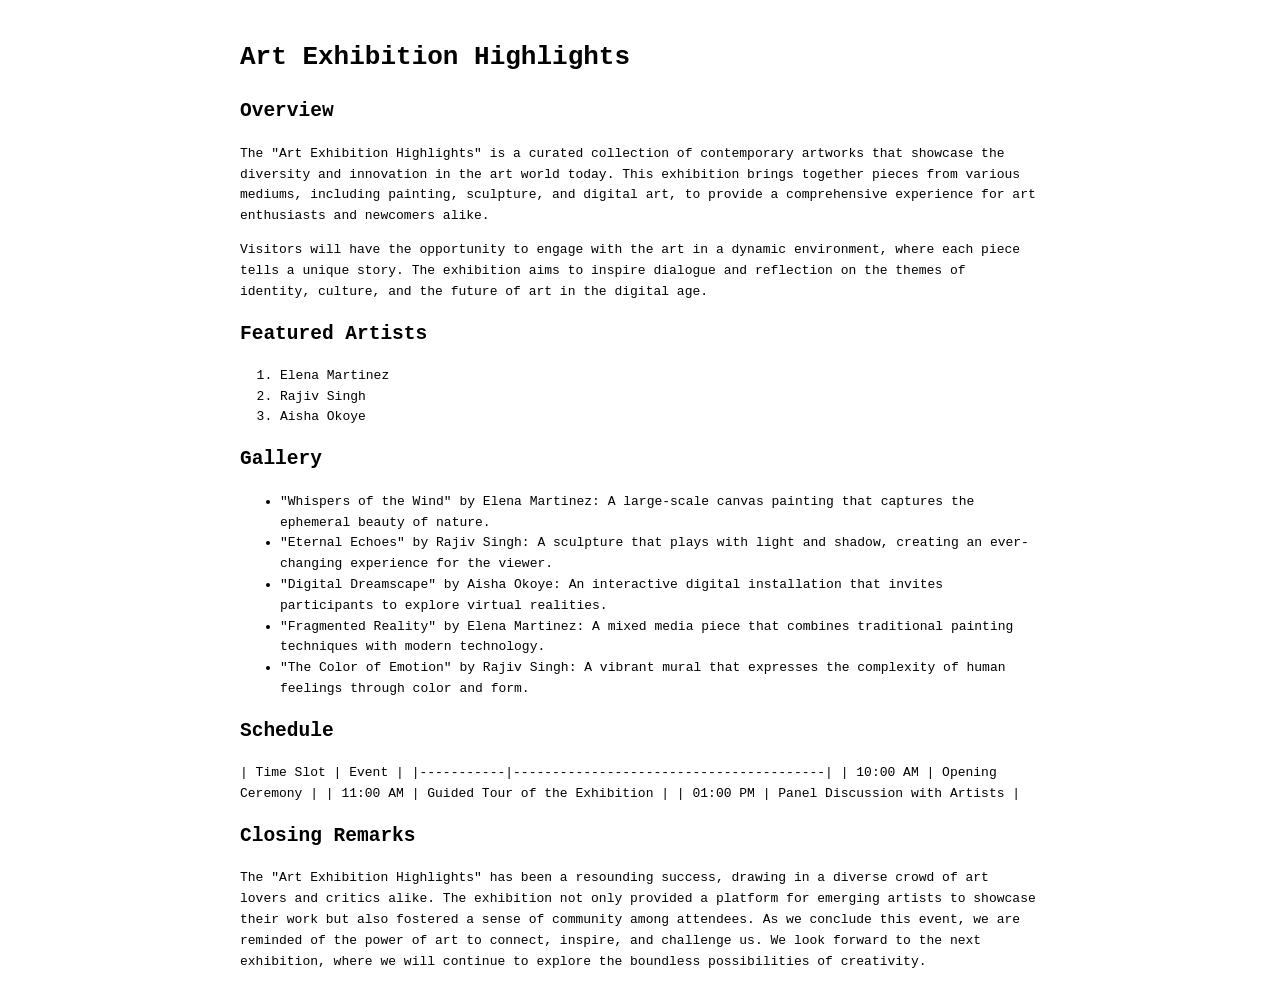 Art Exhibition Highlights
Overview
The "Art Exhibition Highlights" is a curated collection of contemporary artworks that showcase the
diversity and innovation in the art world today. This exhibition brings together pieces from various
mediums, including painting, sculpture, and digital art, to provide a comprehensive experience for art
enthusiasts and newcomers alike.
Visitors will have the opportunity to engage with the art in a dynamic environment, where each piece
tells a unique story. The exhibition aims to inspire dialogue and reflection on the themes of
identity, culture, and the future of art in the digital age.
Featured Artists
1. Elena Martinez
2. Rajiv Singh
3. Aisha Okoye
Gallery
• "Whispers of the Wind" by Elena Martinez: A large-scale canvas painting that captures the
ephemeral beauty of nature.
• "Eternal Echoes" by Rajiv Singh: A sculpture that plays with light and shadow, creating an ever-
changing experience for the viewer.
• "Digital Dreamscape" by Aisha Okoye: An interactive digital installation that invites
participants to explore virtual realities.
• "Fragmented Reality" by Elena Martinez: A mixed media piece that combines traditional painting
techniques with modern technology.
• "The Color of Emotion" by Rajiv Singh: A vibrant mural that expresses the complexity of human
feelings through color and form.
Schedule
| Time Slot | Event | |-----------|----------------------------------------| | 10:00 AM | Opening
Ceremony | | 11:00 AM | Guided Tour of the Exhibition | | 01:00 PM | Panel Discussion with Artists |
Closing Remarks
The "Art Exhibition Highlights" has been a resounding success, drawing in a diverse crowd of art
lovers and critics alike. The exhibition not only provided a platform for emerging artists to showcase
their work but also fostered a sense of community among attendees. As we conclude this event, we are
reminded of the power of art to connect, inspire, and challenge us. We look forward to the next
exhibition, where we will continue to explore the boundless possibilities of creativity.